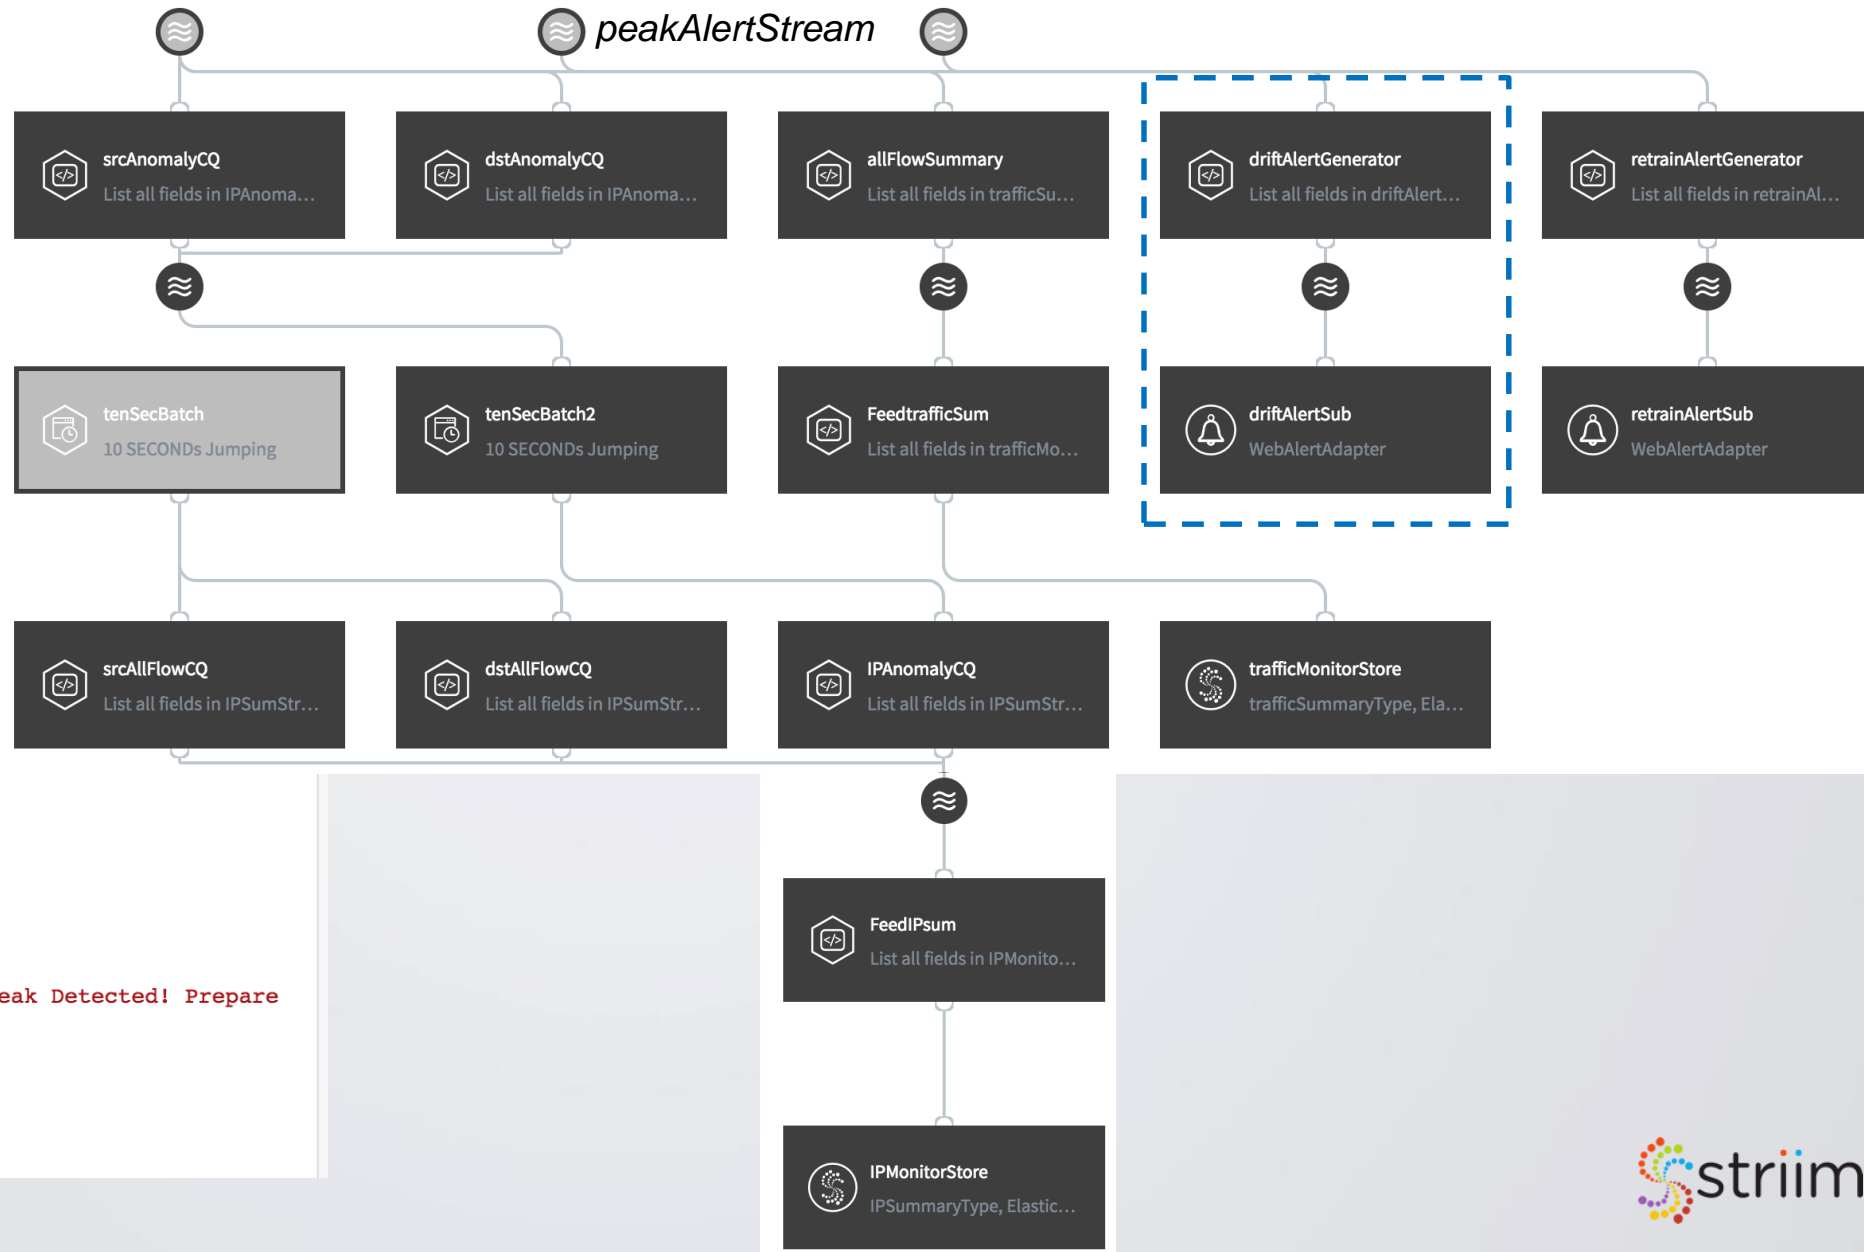 peakAlertStream
srcAnomalyCQ
List all fields in IPAnoma...
dstAnomalyCQ
List all fields in IPAnoma...
allFlowSummary
List all fields in trafficSu...
driftAlertGenerator
List all fields in driftAlert...
retrainAlertGenerator
List all fields in retrainAl...
tenSecBatch
10 SECONDs Jumping
tenSecBatch2
10 SECONDs Jumping
FeedtrafficSum
List all fields in trafficMo...
driftAlertSub
WebAlertAdapter
retrainAlertSub
WebAlertAdapter
srcAllFlowCQ
List all fields in IPSumStr...
dstAllFlowCQ
List all fields in IPSumStr...
IPAnomalyCQ
List all fields in IPSumStr...
trafficMonitorStore
trafficSummaryType, Ela...
FeedIPsum
List all fields in IPMonito...
eak Detected! Prepare
IPMonitorStore
IPSummaryType, Elastic...
striim